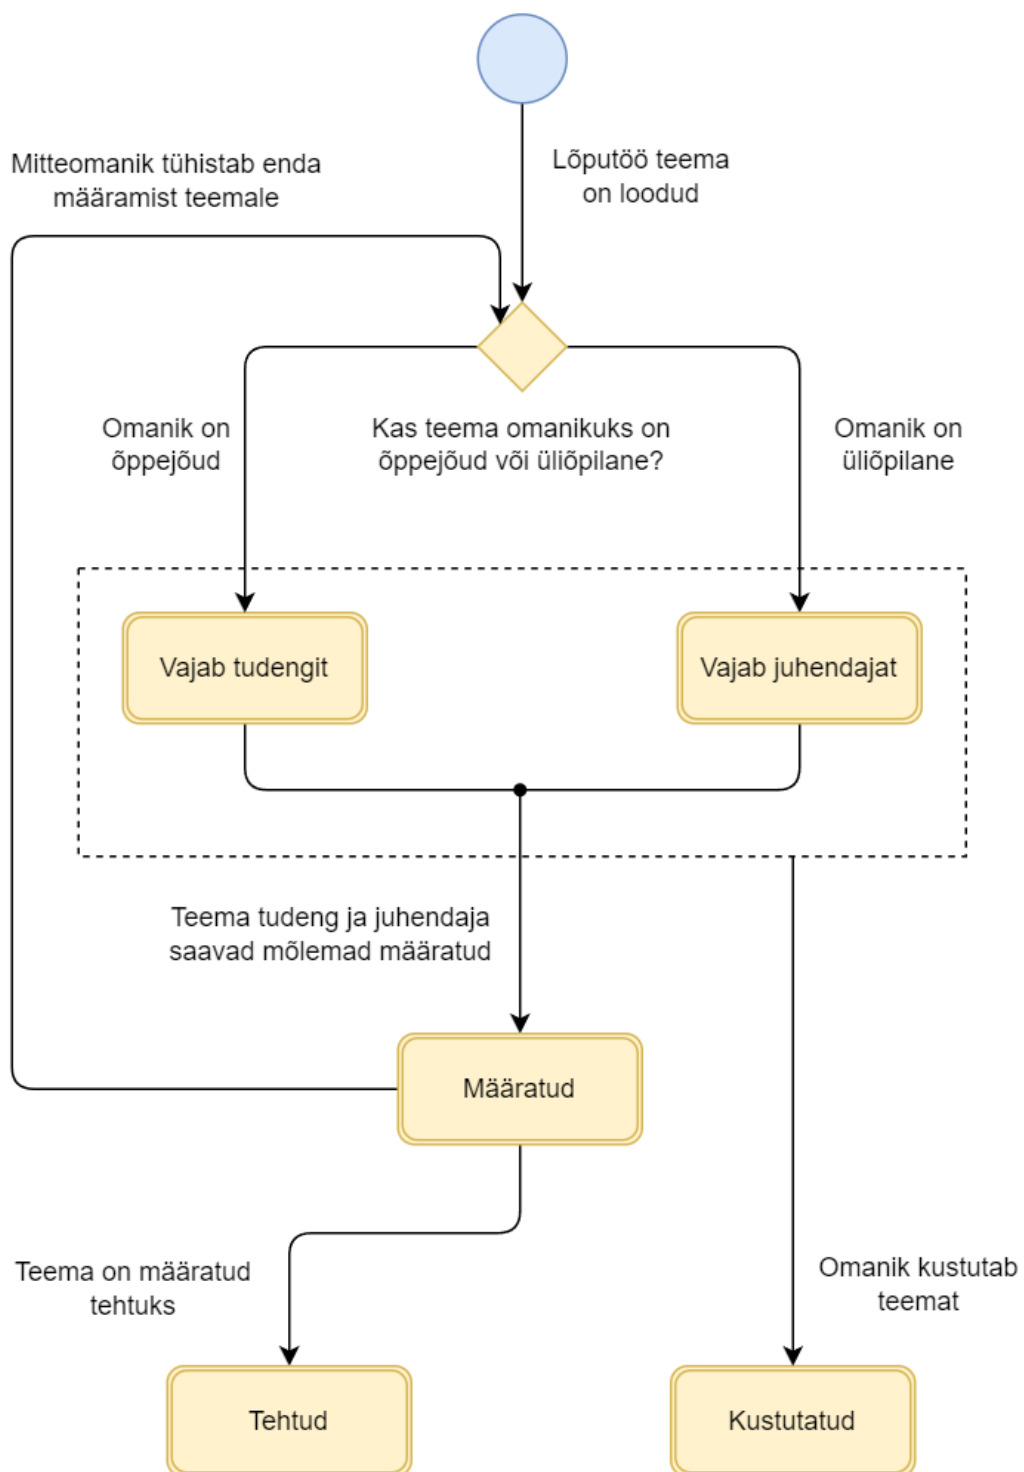 Lõputöö teema
on loodud
Mitteomanik tühistab enda
määramist teemale
Omanik on
õppejõud
Kas teema omanikuks on
õppejõud või üliõpilane?
Omanik on
üliõpilane
Vajab tudengit
Vajab juhendajat
Teema tudeng ja juhendaja
saavad mõlemad määratud
Määratud
Teema on määratud
tehtuks
Omanik kustutab
teemat
Tehtud
Kustutatud